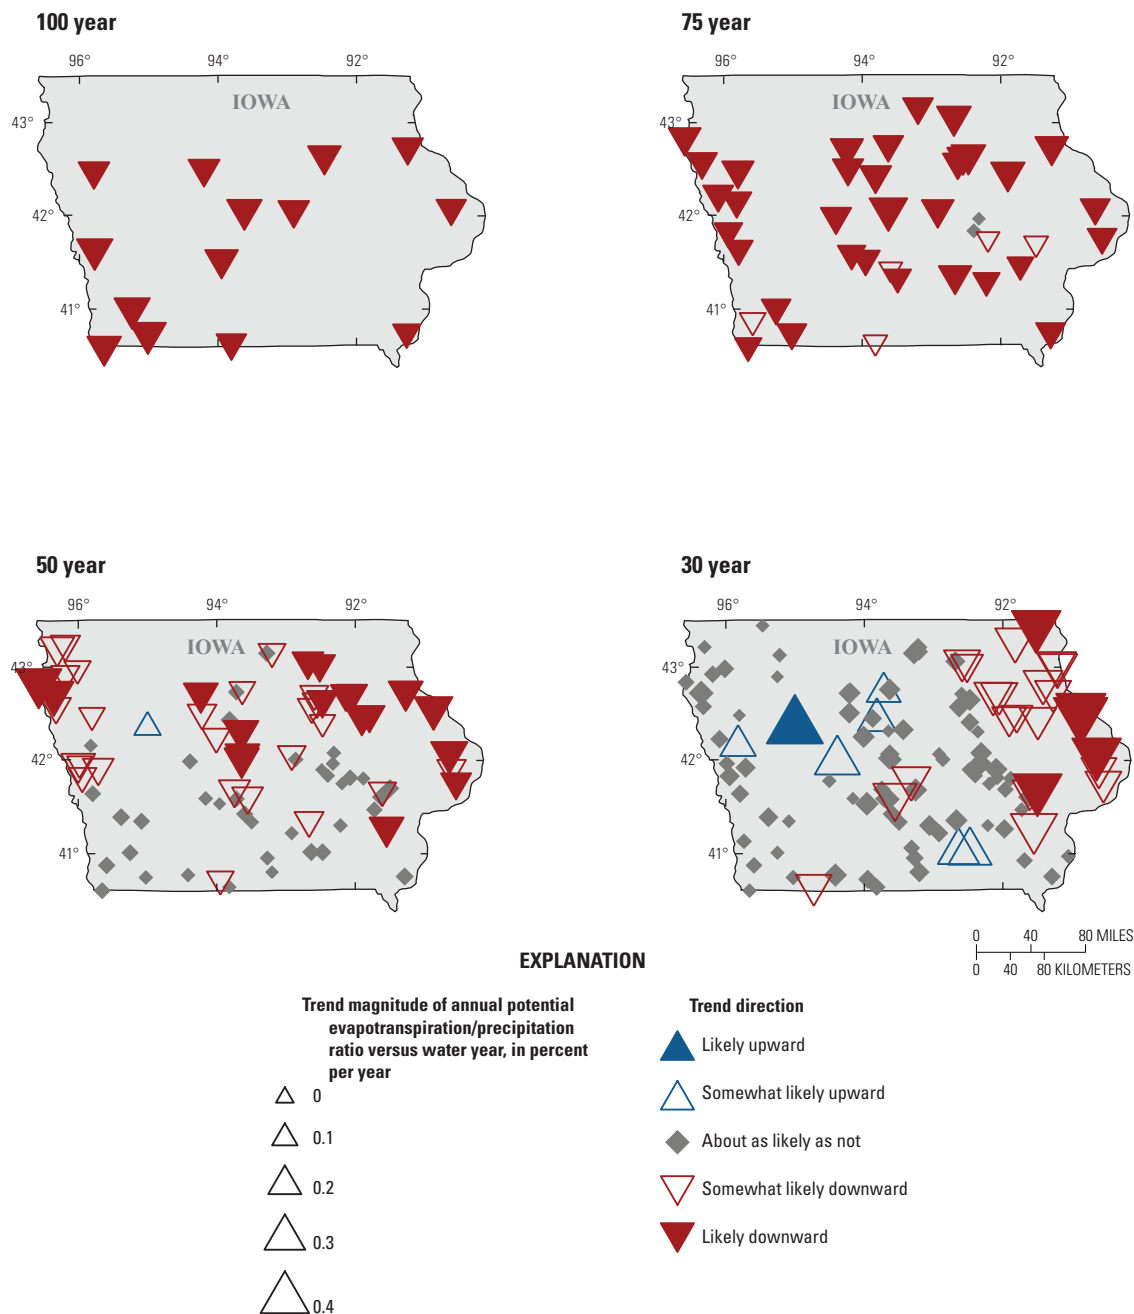 100 year
96°
94°
92°
IOWA
43°
42°
41°
75 year
96°
94°
92°
IOWA
43°
42°
41°
50 year
96°
94°
92°
IOWA
43°
42°
41°
30 year
96°
94°
92°
IOWA
43°
42°
41°
0 40 80 MILES
0 40 80 KILOMETERS
EXPLANATION
Trend magnitude of annual potential
evapotranspiration/precipitation
ratio versus water year, in percent
per year
0
0.1
0.2
0.3
0.4
Trend direction
Likely upward
Somewhat likely upward
About as likely as not
Somewhat likely downward
Likely downward